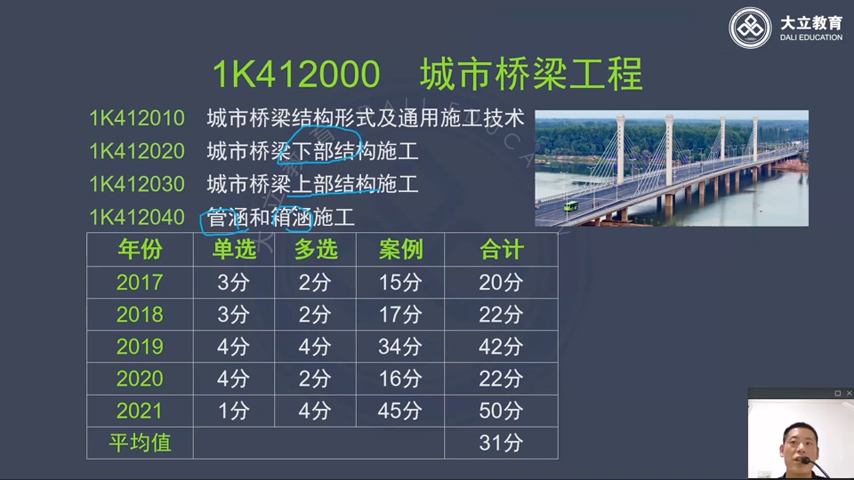 大立教育
DALI EDUCATION
1K412000 城市桥梁工程
1K412010 城市桥梁结构形式及通用施工技术
1K412020 城市桥梁下部结构施工
1K412030 城市桥梁上部结构施工
1K412040 管涵和箱涵施工
年份 单选 多选 案例 合计
2017 3分 2分 15分 20分
2018 3分 2分 17分 22分
2019 4分 4分 34分 42分
2020 4分 2分 16分 22分
2021 1分 4分 45分 50分
平均值 31分